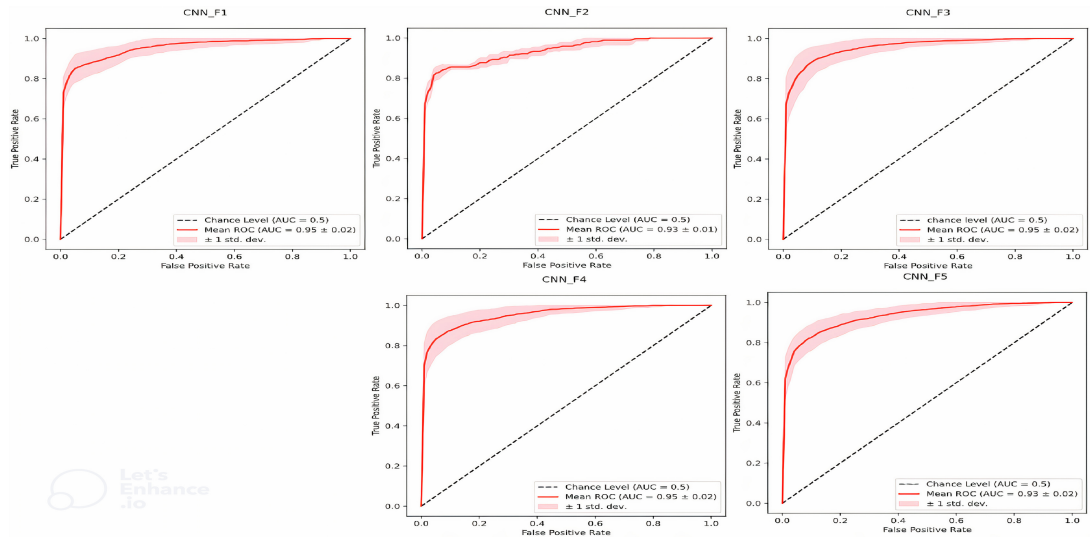 CNN_F1
1.0
0.8
0.6
0.4
0.2
0.0
True Positive Rate
Chance Level (AUC = 0.5)
Mean ROC (AUC = 0.95 ± 0.02)
± 1 std. dev.
0.0 0.2 0.4 0.6 0.8 1.0
False Positive Rate
CNN_F2
1.0
0.8
0.6
0.4
0.2
0.0
True Positive Rate
Chance Level (AUC = 0.5)
Mean ROC (AUC = 0.93 ± 0.01)
± 1 std. dev.
0.0 0.2 0.4 0.6 0.8 1.0
False Positive Rate
CNN_F3
1.0
0.8
0.6
0.4
0.2
0.0
True Positive Rate
chance level (AUC = 0.5)
Mean ROC (AUC = 0.95 ± 0.02)
± 1 std. dev.
0.0 0.2 0.4 0.6 0.8 1.0
False Positive Rate
Let's
Enhance
.io
CNN_F4
1.0
0.8
0.6
0.4
0.2
0.0
True Positive Rate
Chance Level (AUC = 0.5)
Mean ROC (AUC = 0.95 ± 0.02)
± 1 std. dev.
0.0 0.2 0.4 0.6 0.8 1.0
False Positive Rate
CNN_F5
1.0
0.8
0.6
0.4
0.2
0.0
True Positive Rate
Chance Level (AUC = 0.5)
Mean ROC (AUC = 0.93 ± 0.02)
± 1 std. dev.
0.0 0.2 0.4 0.6 0.8 1.0
False Positive Rate